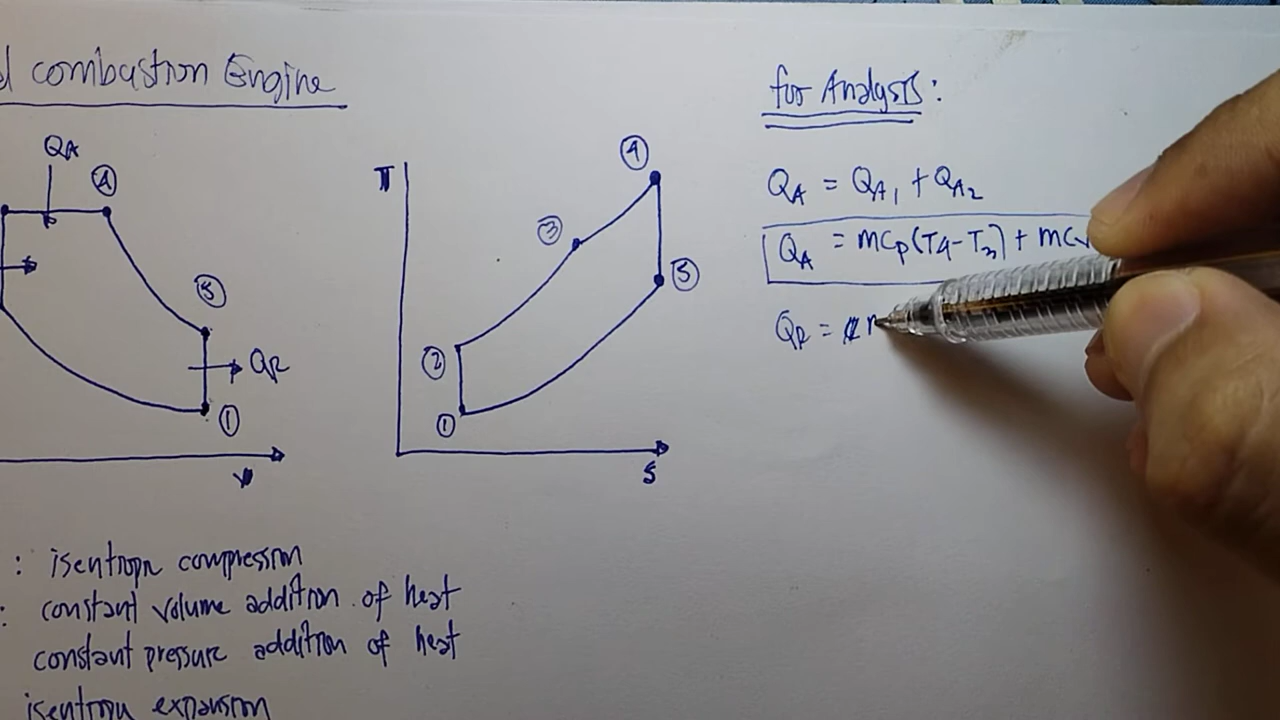 combustion Engine
QA
4
5
QR
1
V
T
4
3
5
2
1
S
for Analysis:
QA = QA1 + QA2
QA = mCp(T4-T3) + mCv
QR = m
: isentropic compression
: constant volume addition of heat
constant pressure addition of heat
isentropic expansion